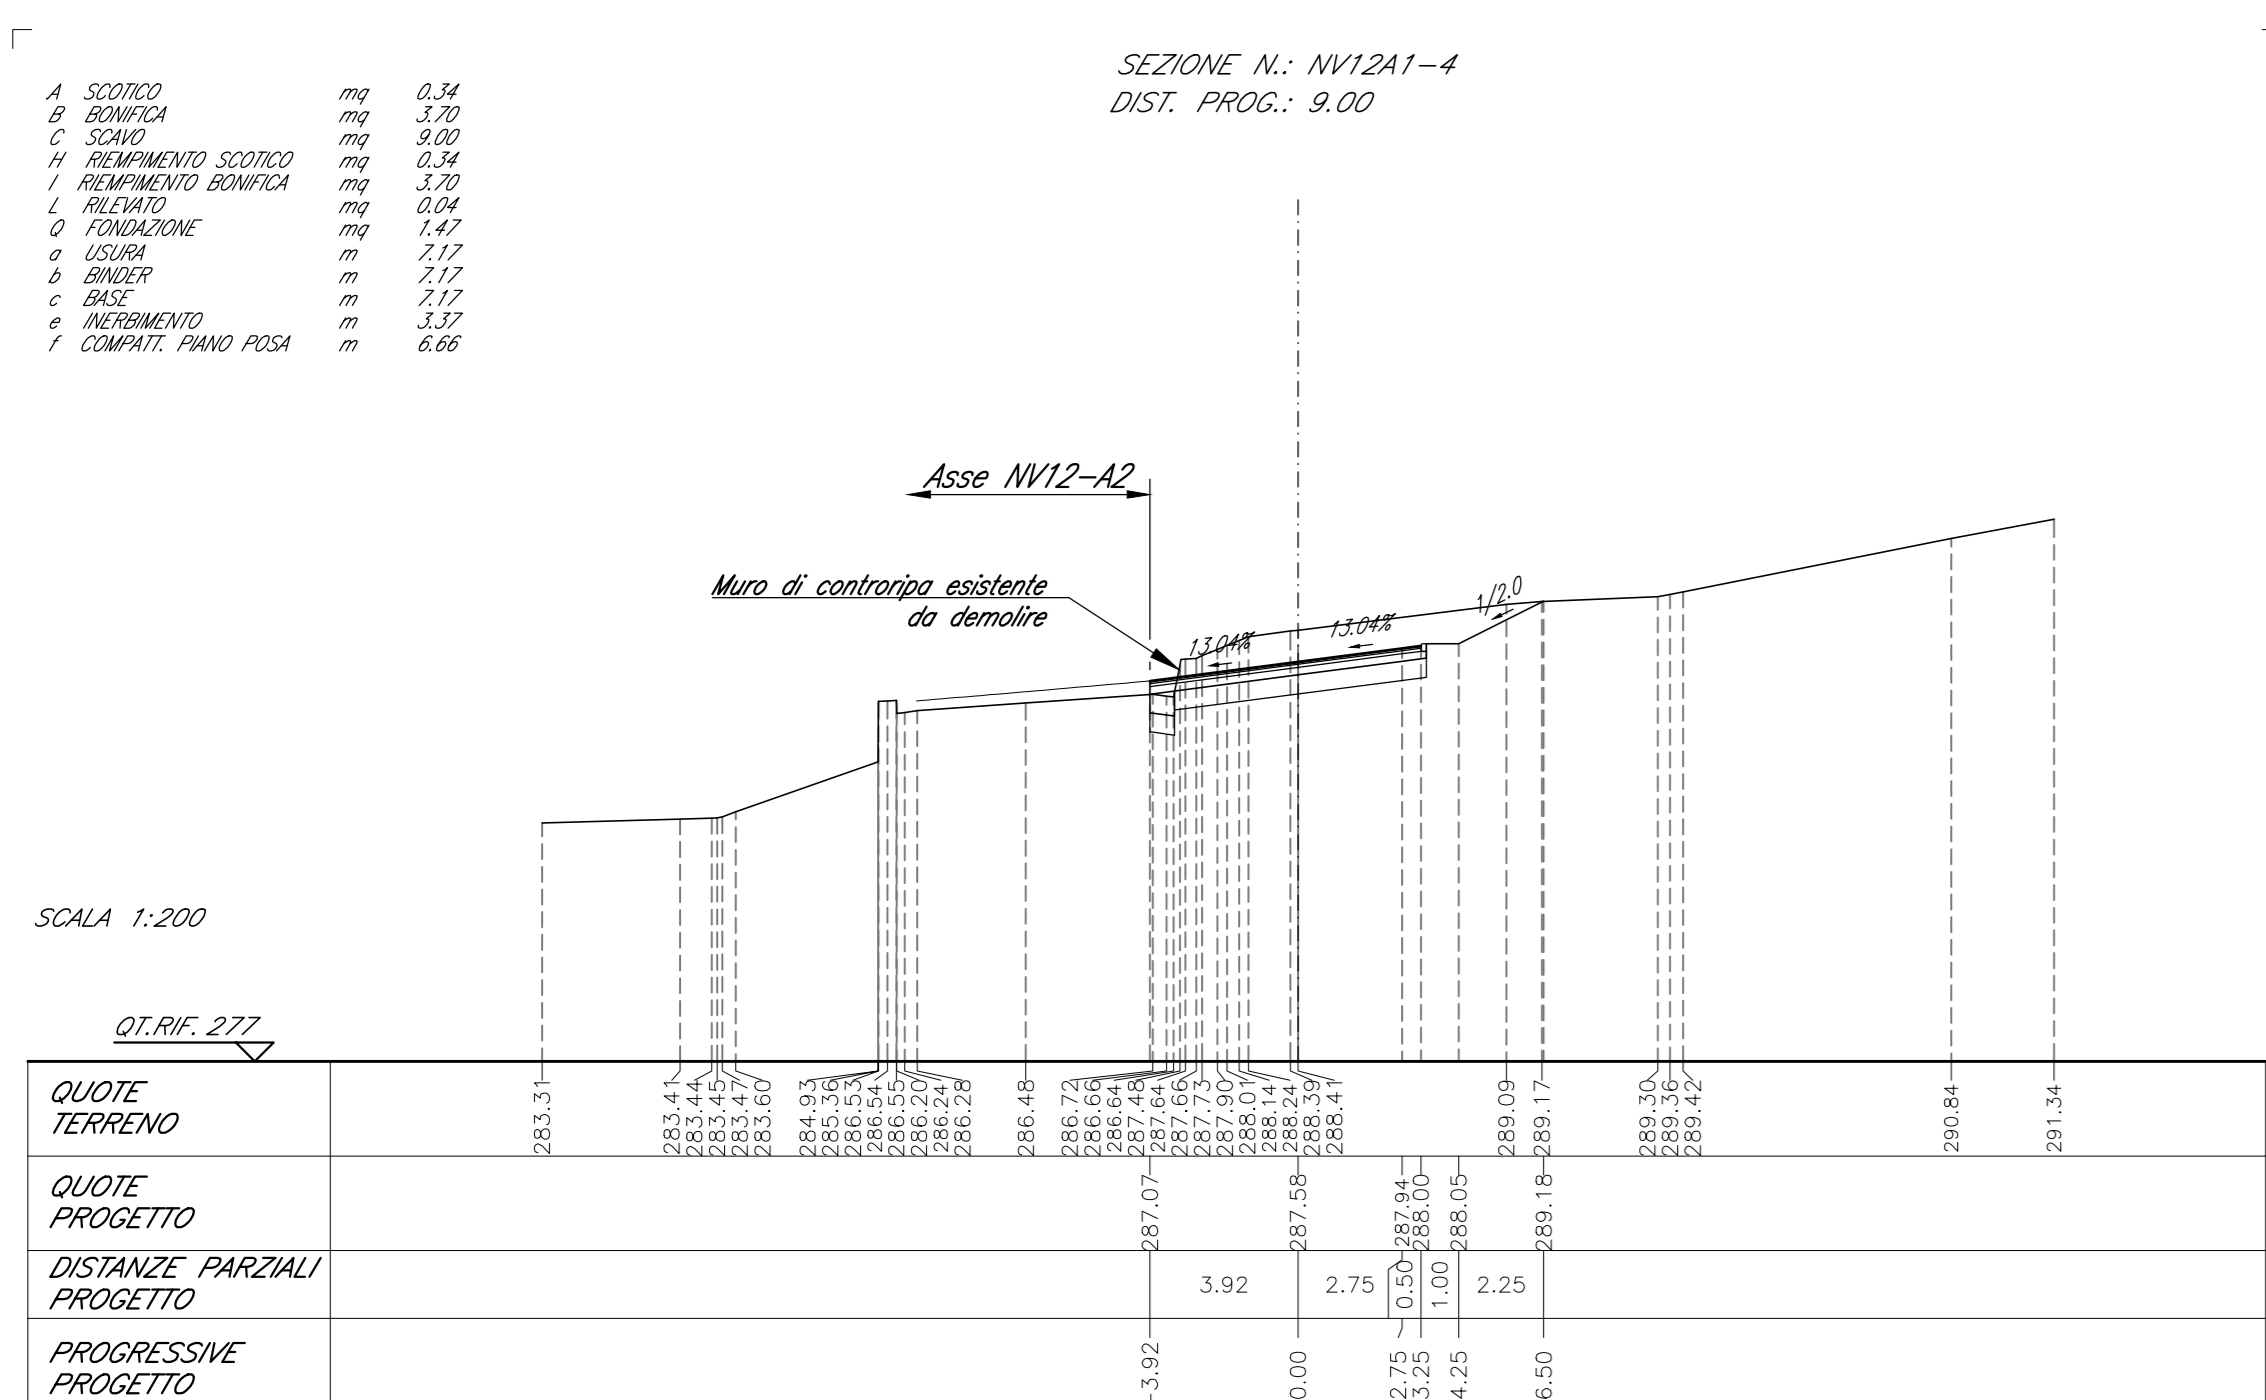 SEZIONE N.: NV12A1-4
DIST. PROG.: 9.00
A SCOTICO mq 0.34
B BONIFICA mq 3.70
C SCAVO mq 9.00
H RIEMPIMENTO SCOTICO mq 0.34
I RIEMPIMENTO BONIFICA mq 3.70
L RILEVATO mq 0.04
Q FONDAZIONE mq 1.47
a USURA m 7.17
b BINDER m 7.17
c BASE m 7.17
e INERBIMENTO m 3.37
f COMPATT. PIANO POSA m 6.66
Asse NV12-A2
Muro di controripa esistente
da demolire
13.04%
13.04%
1/2.0
SCALA 1:200
QT.RIF. 277
QUOTE
TERRENO
283.31
283.41
283.44
283.45
283.47
283.60
284.93
285.36
286.53
286.54
286.55
286.20
286.24
286.28
286.48
286.72
286.66
286.64
287.48
287.64
287.66
287.73
287.90
288.01
288.14
288.24
288.39
288.41
289.09
289.17
289.30
289.36
289.42
290.84
291.34
QUOTE
PROGETTO
287.07
287.58
287.94
288.00
288.05
289.18
DISTANZE PARZIALI
PROGETTO
3.92
2.75
0.50
1.00
2.25
PROGRESSIVE
PROGETTO
-3.92
0.00
2.75
3.25
4.25
6.50